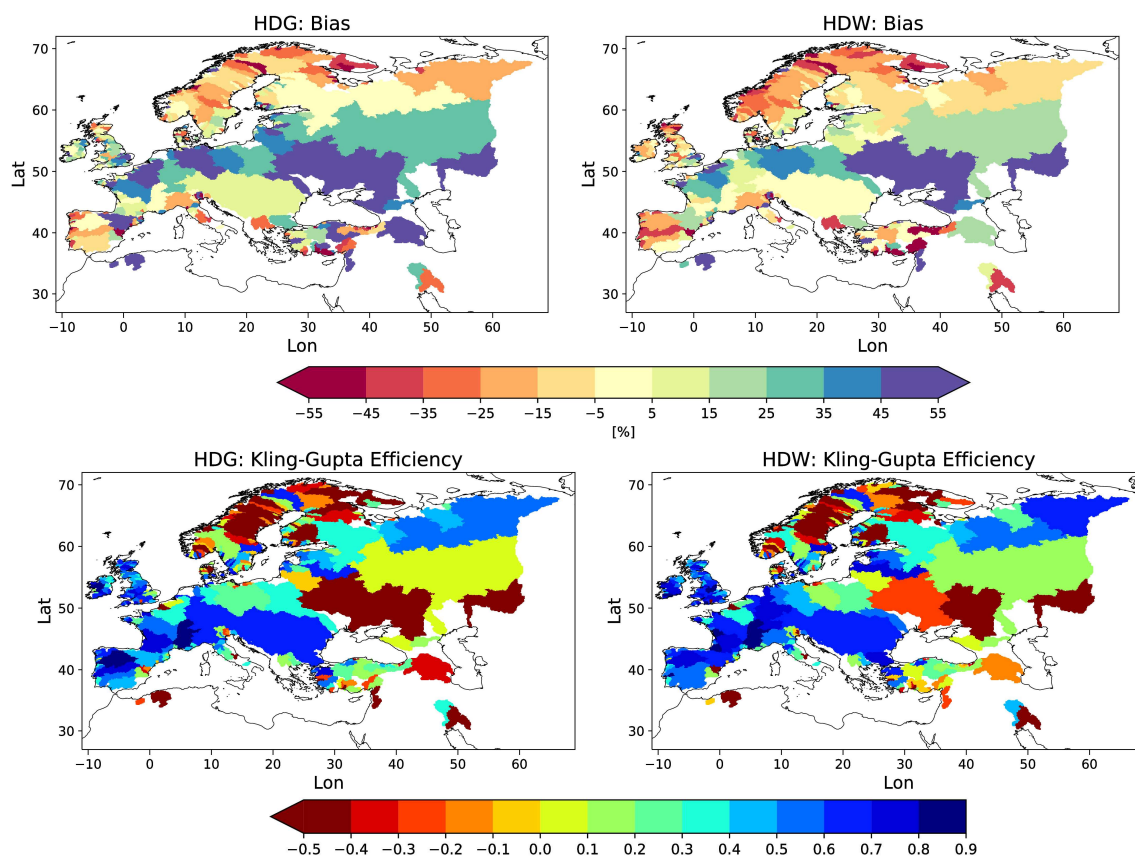 HDG: Bias
HDW: Bias
70
60
50
40
30
Lat
−10 0 10 20 30 40 50 60
Lon
70
60
50
40
30
Lat
−10 0 10 20 30 40 50 60
Lon
−55 −45 −35 −25 −15 −5 5 15 25 35 45 55
[%]
HDG: Kling-Gupta Efficiency
HDW: Kling-Gupta Efficiency
70
60
50
40
30
Lat
−10 0 10 20 30 40 50 60
Lon
70
60
50
40
30
Lat
−10 0 10 20 30 40 50 60
Lon
−0.5 −0.4 −0.3 −0.2 −0.1 0.0 0.1 0.2 0.3 0.4 0.5 0.6 0.7 0.8 0.9